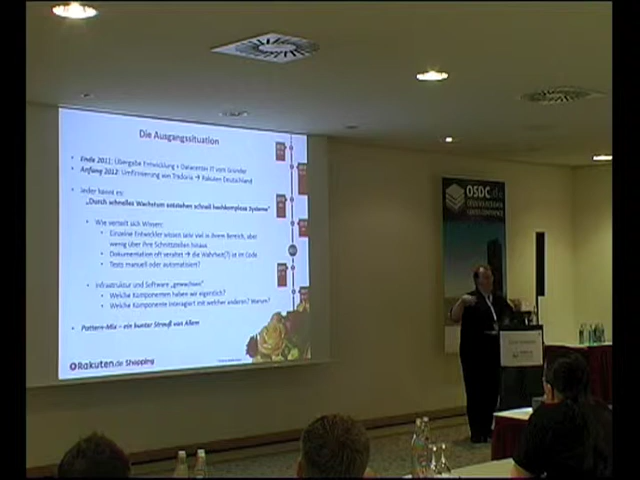 Die Ausgangssituation
Ende 2011: Übergabe Entwicklung + Datacenter IT vom Gründer
Anfang 2012: Umfirmierung von Tradoria → Rakuten Deutschland
Jeder kennt es:
„Durch schnelles Wachstum entstehen schnell hochkomplexe Systeme"
Wie verteilt sich Wissen:
Einzelne Entwickler wissen sehr viel in ihrem Bereich, aber
wenig über ihre Schnittstellen hinaus
Dokumentation oft veraltet → die Wahrheit(?) ist im Code
Tests manuell oder automatisiert?
Infrastruktur und Software „gewachsen"
Welche Komponenten haben wir eigentlich?
Welche Komponente interagiert mit welcher anderen? Warum?
Pattern-Mix – ein bunter Strauß von Allem
Rakuten.de Shopping
OSDC.de